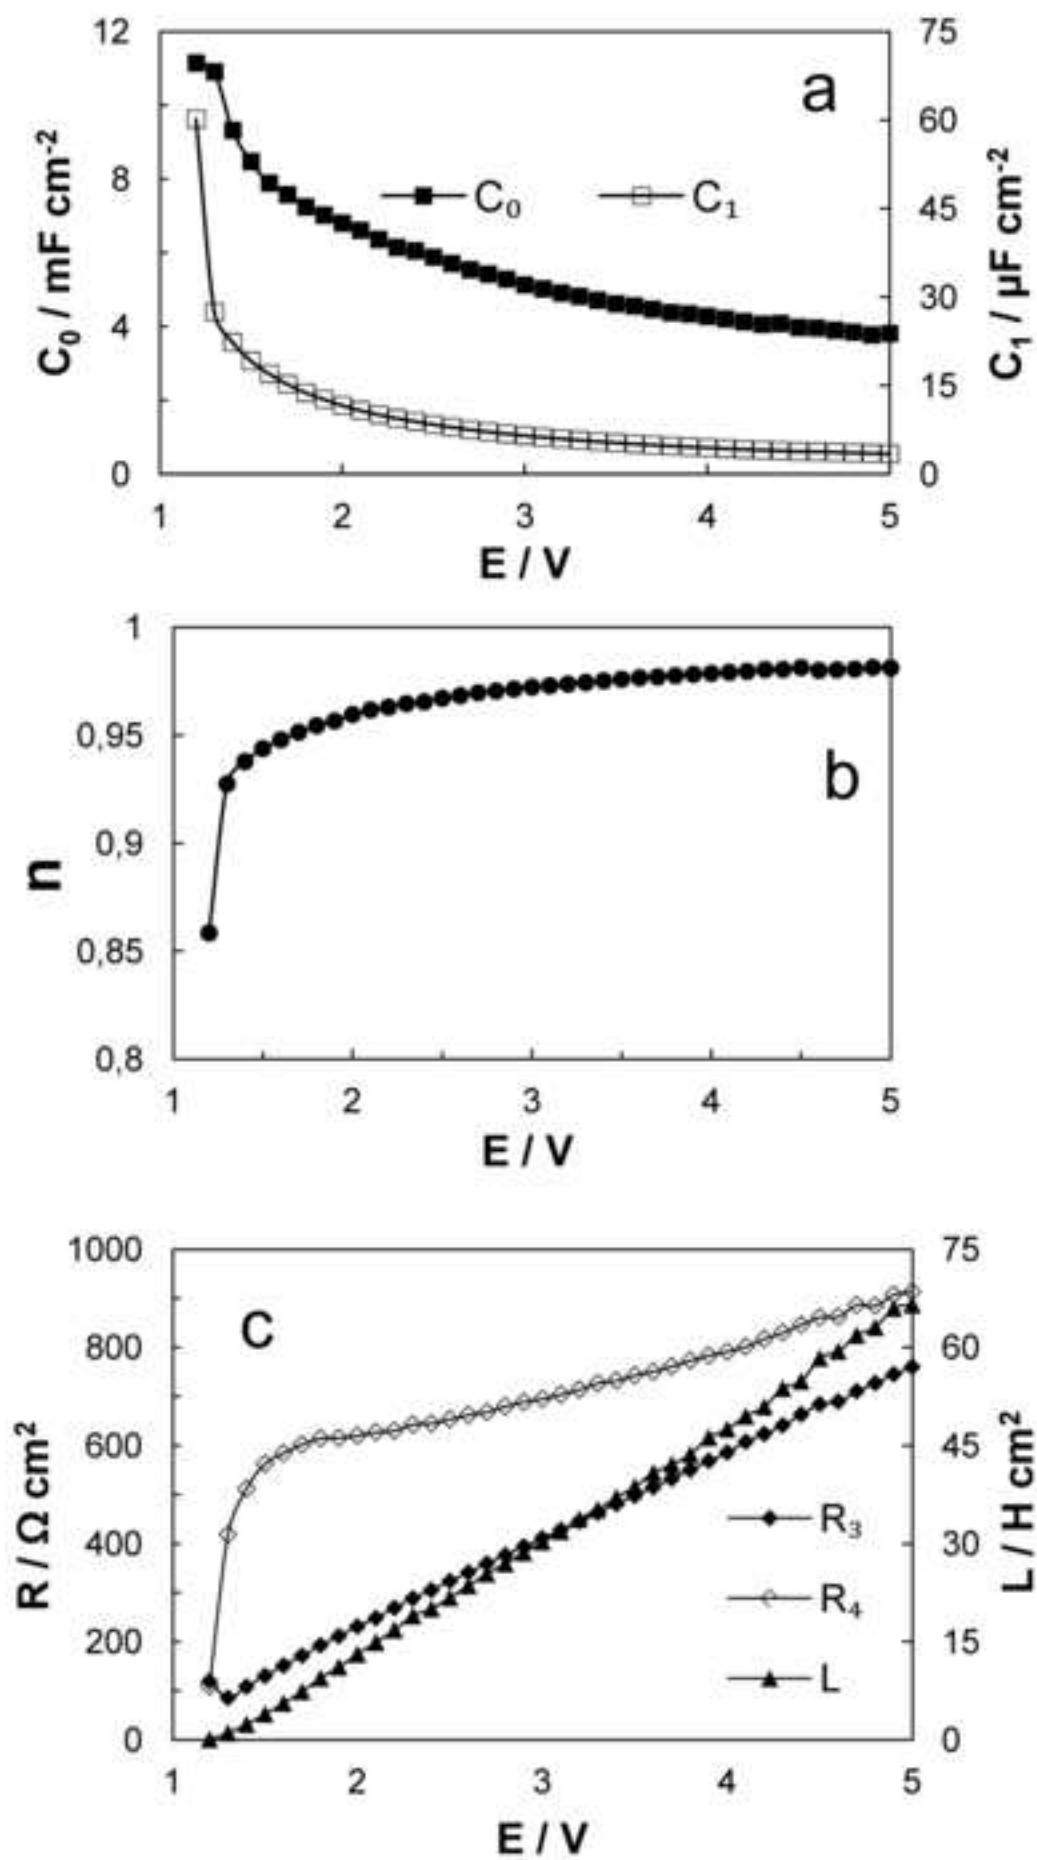 12 75
a
60
8 C₀ C₁
45
C₀ / mF cm⁻²
C₁ / µF cm⁻²
30
4
15
0 0
1 2 3 4 5
E / V
1
0,95
b
0,9
n
0,85
0,8
1 2 3 4 5
E / V
1000 75
c
800 60
600 45
R / Ω cm²
L / H cm²
R₃
400 30
R₄
200 15
L
0 0
1 2 3 4 5
E / V